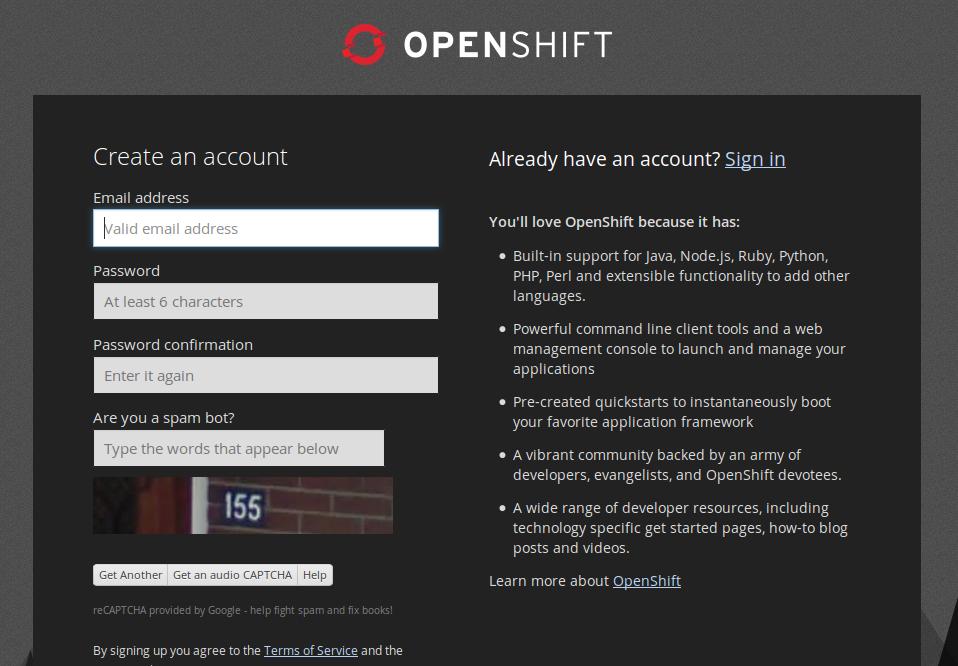 OPENSHIFT
Create an account
Email address
Valid email address
Password
At least 6 characters
Password confirmation
Enter it again
Are you a spam bot?
Type the words that appear below
155
Get Another
Get an audio CAPTCHA
Help
reCAPTCHA provided by Google - help fight spam and fix books!
By signing up you agree to the Terms of Service and the
Already have an account? Sign in
You'll love OpenShift because it has:
Built-in support for Java, Node.js, Ruby, Python,
PHP, Perl and extensible functionality to add other
languages.
Powerful command line client tools and a web
management console to launch and manage your
applications
Pre-created quickstarts to instantaneously boot
your favorite application framework
A vibrant community backed by an army of
developers, evangelists, and OpenShift devotees.
A wide range of developer resources, including
technology specific get started pages, how-to blog
posts and videos.
Learn more about OpenShift